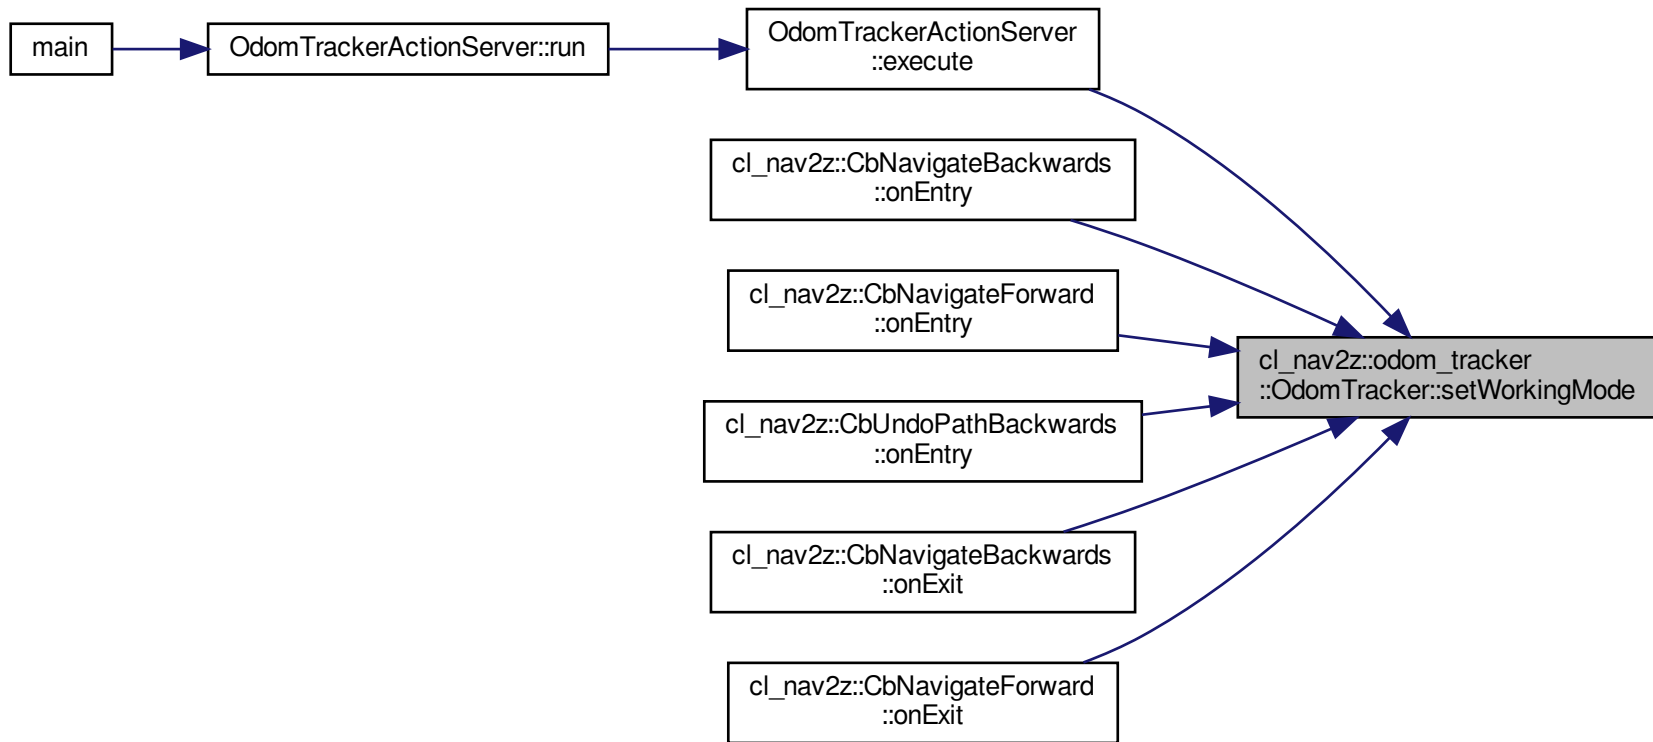 main
OdomTrackerActionServer::run
OdomTrackerActionServer
::execute
cl_nav2z::CbNavigateBackwards
::onEntry
cl_nav2z::CbNavigateForward
::onEntry
cl_nav2z::odom_tracker
::OdomTracker::setWorkingMode
cl_nav2z::CbUndoPathBackwards
::onEntry
cl_nav2z::CbNavigateBackwards
::onExit
cl_nav2z::CbNavigateForward
::onExit